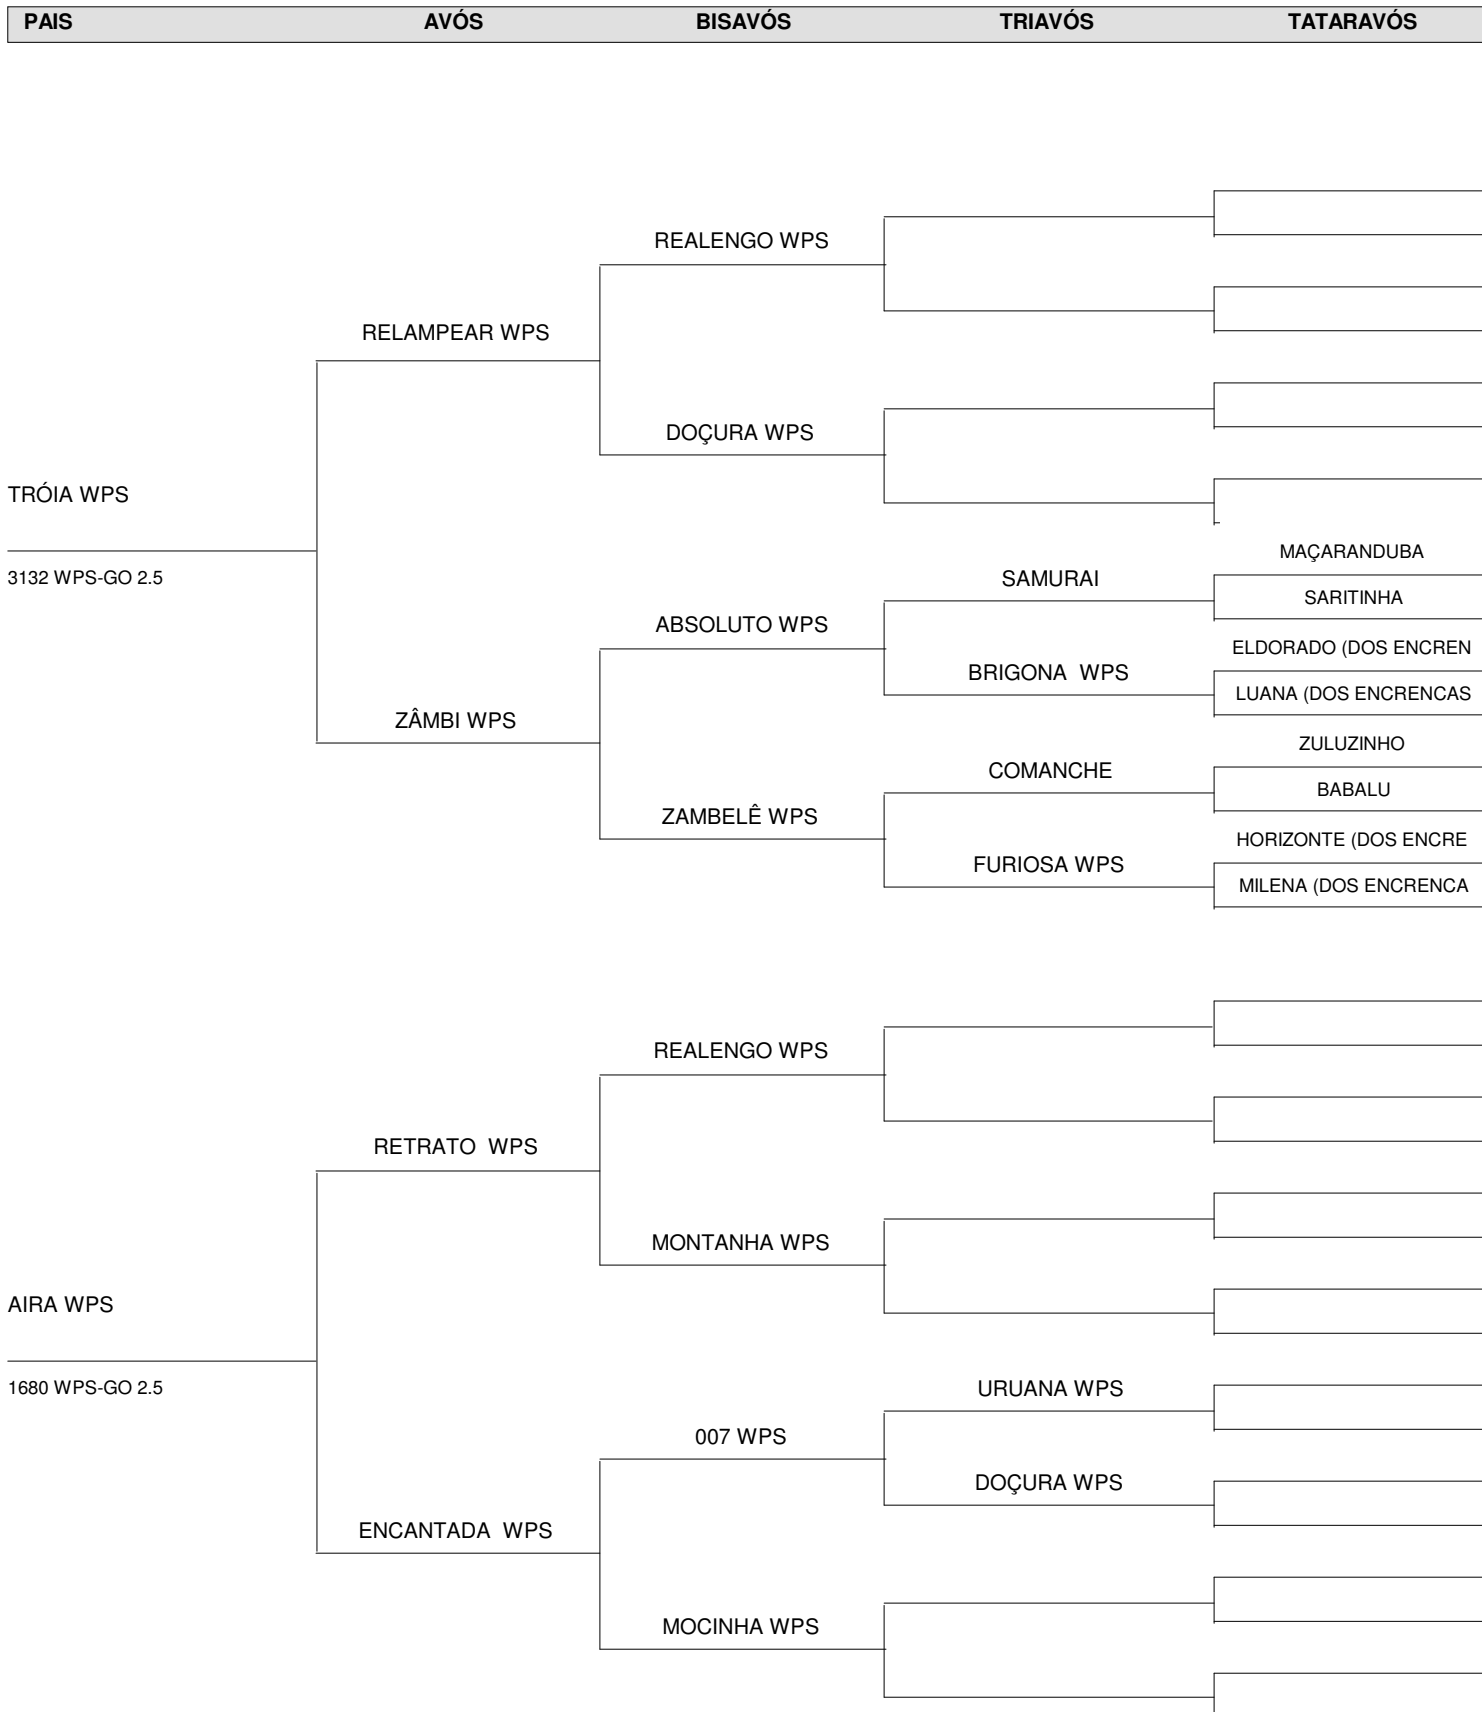 PAIS AVÓS BISAVÓS TRIAVÓS TATARAVÓS
REALENGO WPS
RELAMPEAR WPS
DOÇURA WPS
TRÓIA WPS
3132 WPS-GO 2.5
MAÇARANDUBA
SAMURAI
SARITINHA
ABSOLUTO WPS
ELDORADO (DOS ENCREN
BRIGONA WPS
LUANA (DOS ENCRENCAS
ZÂMBI WPS
ZULUZINHO
COMANCHE
BABALU
ZAMBELÊ WPS
HORIZONTE (DOS ENCRE
FURIOSA WPS
MILENA (DOS ENCRENCA
REALENGO WPS
RETRATO WPS
MONTANHA WPS
AIRA WPS
1680 WPS-GO 2.5
URUANA WPS
007 WPS
DOÇURA WPS
ENCANTADA WPS
MOCINHA WPS